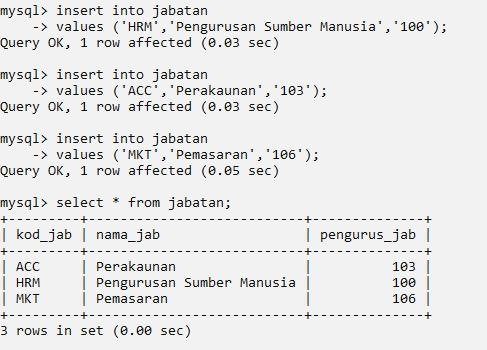 mysql> insert into jabatan
    -> values ('HRM','Pengurusan Sumber Manusia','100');
Query OK, 1 row affected (0.03 sec)

mysql> insert into jabatan
    -> values ('ACC','Perakaunan','103');
Query OK, 1 row affected (0.03 sec)

mysql> insert into jabatan
    -> values ('MKT','Pemasaran','106');
Query OK, 1 row affected (0.05 sec)

mysql> select * from jabatan;
+---------+---------------------------+--------------+
| kod_jab | nama_jab                  | pengurus_jab |
+---------+---------------------------+--------------+
| ACC     | Perakaunan                |          103 |
| HRM     | Pengurusan Sumber Manusia |          100 |
| MKT     | Pemasaran                 |          106 |
+---------+---------------------------+--------------+
3 rows in set (0.00 sec)